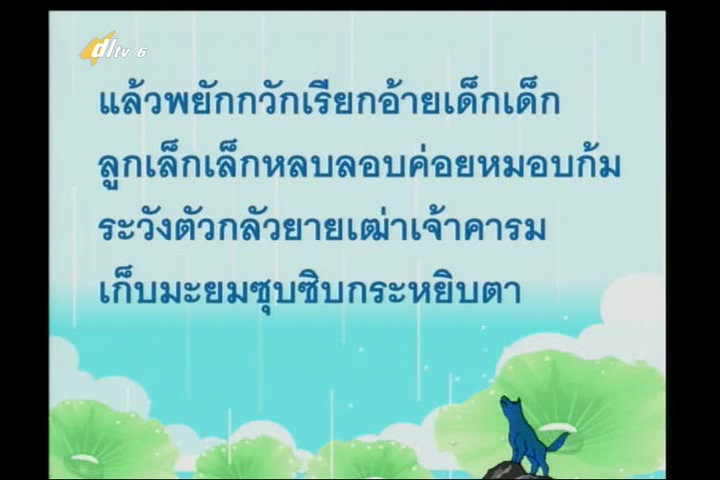 dltv 6
แล้วพยักกวักเรียกอ้ายเด็กเด็ก
ลูกเล็กเล็กหลบลอบค่อยหมอบก้ม
ระวังตัวกลัวยายเฒ่าเจ้าคารม
เก็บมะยมซุบซิบกระหยิบตา